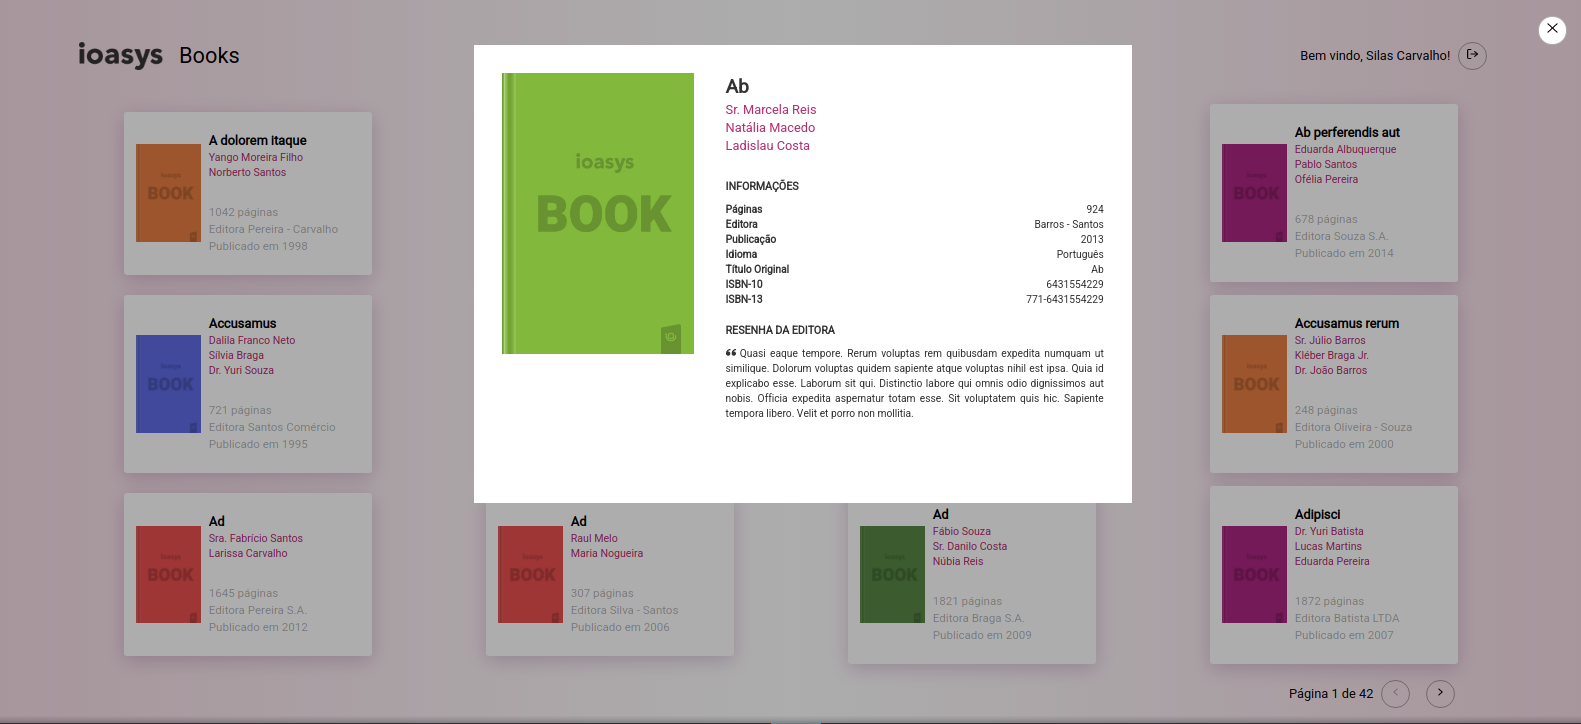 ioasys Books
Bem vindo, Silas Carvalho!
A dolorem itaque
Yango Moreira Filho
Norberto Santos
ioasys
BOOK
1042 páginas
Editora Pereira - Carvalho
Publicado em 1998
Accusamus
Dalila Franco Neto
Sílvia Braga
Dr. Yuri Souza
ioasys
BOOK
721 páginas
Editora Santos Comércio
Publicado em 1995
Ad
Sra. Fabrício Santos
Larissa Carvalho
ioasys
BOOK
1645 páginas
Editora Pereira S.A.
Publicado em 2012
ioasys
BOOK
Ab
Sr. Marcela Reis
Natália Macedo
Ladislau Costa
INFORMAÇÕES
Páginas 924
Editora Barros - Santos
Publicação 2013
Idioma Português
Título Original Ab
ISBN-10 6431554229
ISBN-13 771-6431554229
RESENHA DA EDITORA
“ Quasi eaque tempore. Rerum voluptas rem quibusdam expedita numquam ut
similique. Dolorum voluptas quidem sapiente atque voluptas nihil est ipsa. Quia id
explicabo esse. Laborum sit qui. Distinctio labore qui omnis odio dignissimos aut
nobis. Officia expedita aspernatur totam esse. Sit voluptatem quis hic. Sapiente
tempora libero. Velit et porro non mollitia.
Ad
Raul Melo
Maria Nogueira
ioasys
BOOK
307 páginas
Editora Silva - Santos
Publicado em 2006
Ad
Fábio Souza
Sr. Danilo Costa
Núbia Reis
ioasys
BOOK
1821 páginas
Editora Braga S.A.
Publicado em 2009
Ab perferendis aut
Eduarda Albuquerque
Pablo Santos
Ofélia Pereira
ioasys
BOOK
678 páginas
Editora Souza S.A.
Publicado em 2014
Accusamus rerum
Sr. Júlio Barros
Kléber Braga Jr.
Dr. João Barros
ioasys
BOOK
248 páginas
Editora Oliveira - Souza
Publicado em 2000
Adipisci
Dr. Yuri Batista
Lucas Martins
Eduarda Pereira
ioasys
BOOK
1872 páginas
Editora Batista LTDA
Publicado em 2007
Página 1 de 42